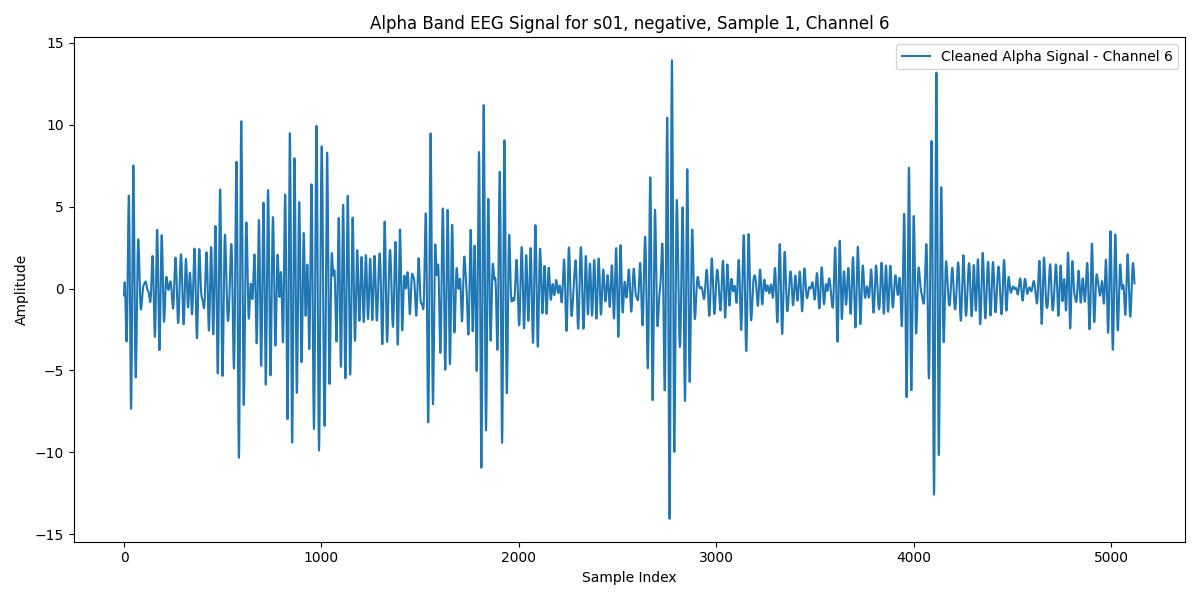 Alpha Band EEG Signal for s01, negative, Sample 1, Channel 6
Cleaned Alpha Signal - Channel 6
15
10
5
0
−5
−10
−15
Amplitude
0 1000 2000 3000 4000 5000
Sample Index